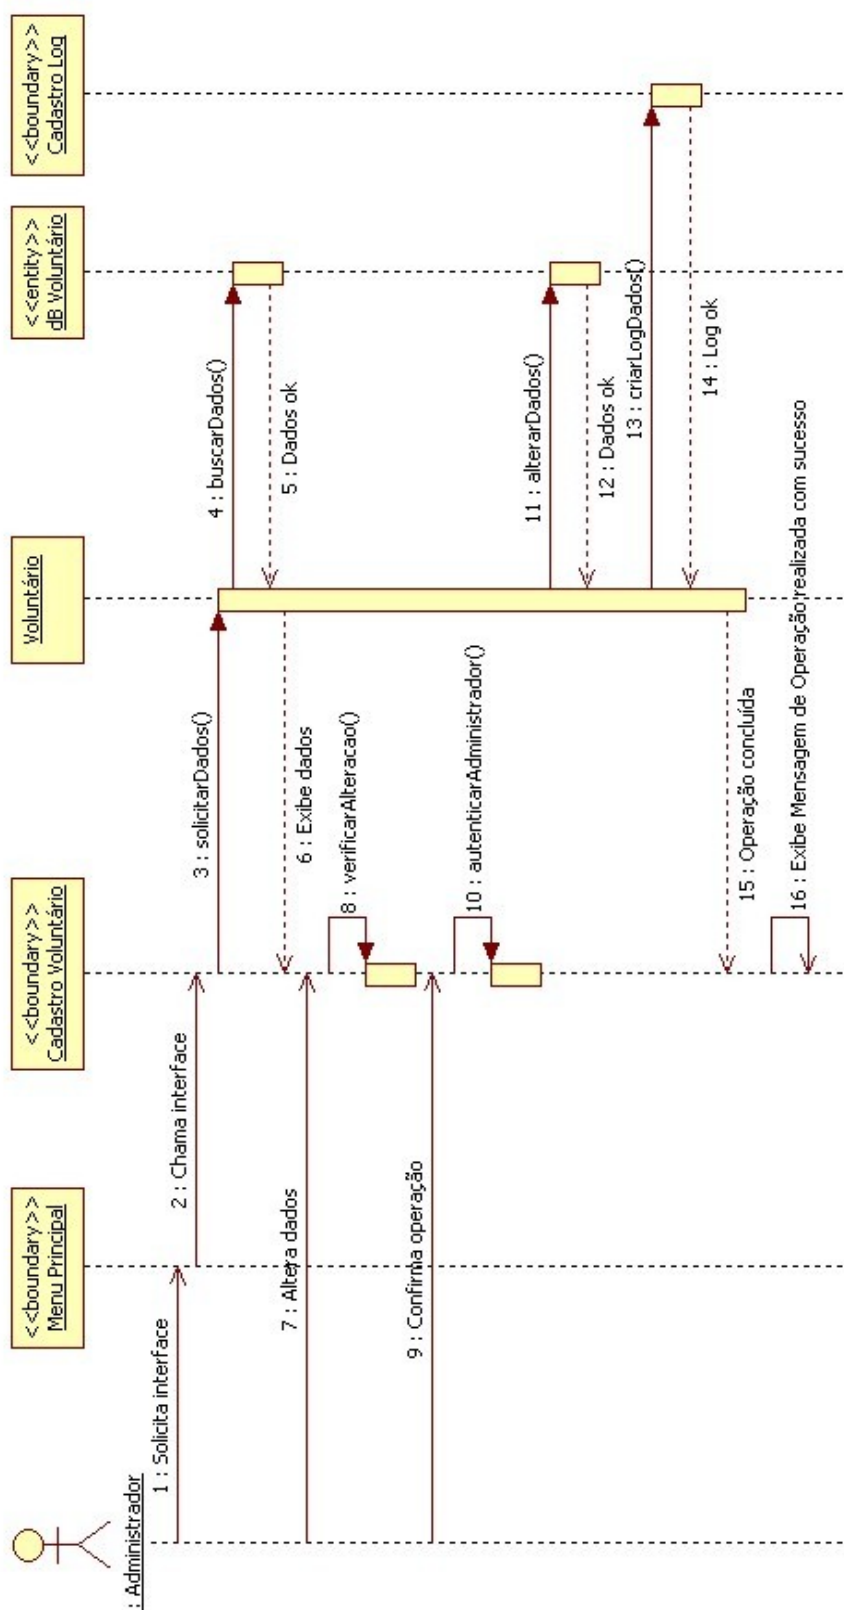 : Administrador
<<boundary>>
Menu Principal
<<boundary>>
Cadastro Voluntário
Voluntário
<<entity>>
dB Voluntário
<<boundary>>
Cadastro Log
1 : Solicita interface
2 : Chama interface
3 : solicitarDados()
4 : buscarDados()
5 : Dados ok
6 : Exibe dados
7 : Altera dados
8 : verificarAlteracao()
9 : Confirma operação
10 : autenticarAdministrador()
11 : alterarDados()
12 : Dados ok
13 : criarLogDados()
14 : Log ok
15 : Operação concluída
16 : Exibe Mensagem de Operação realizada com sucesso